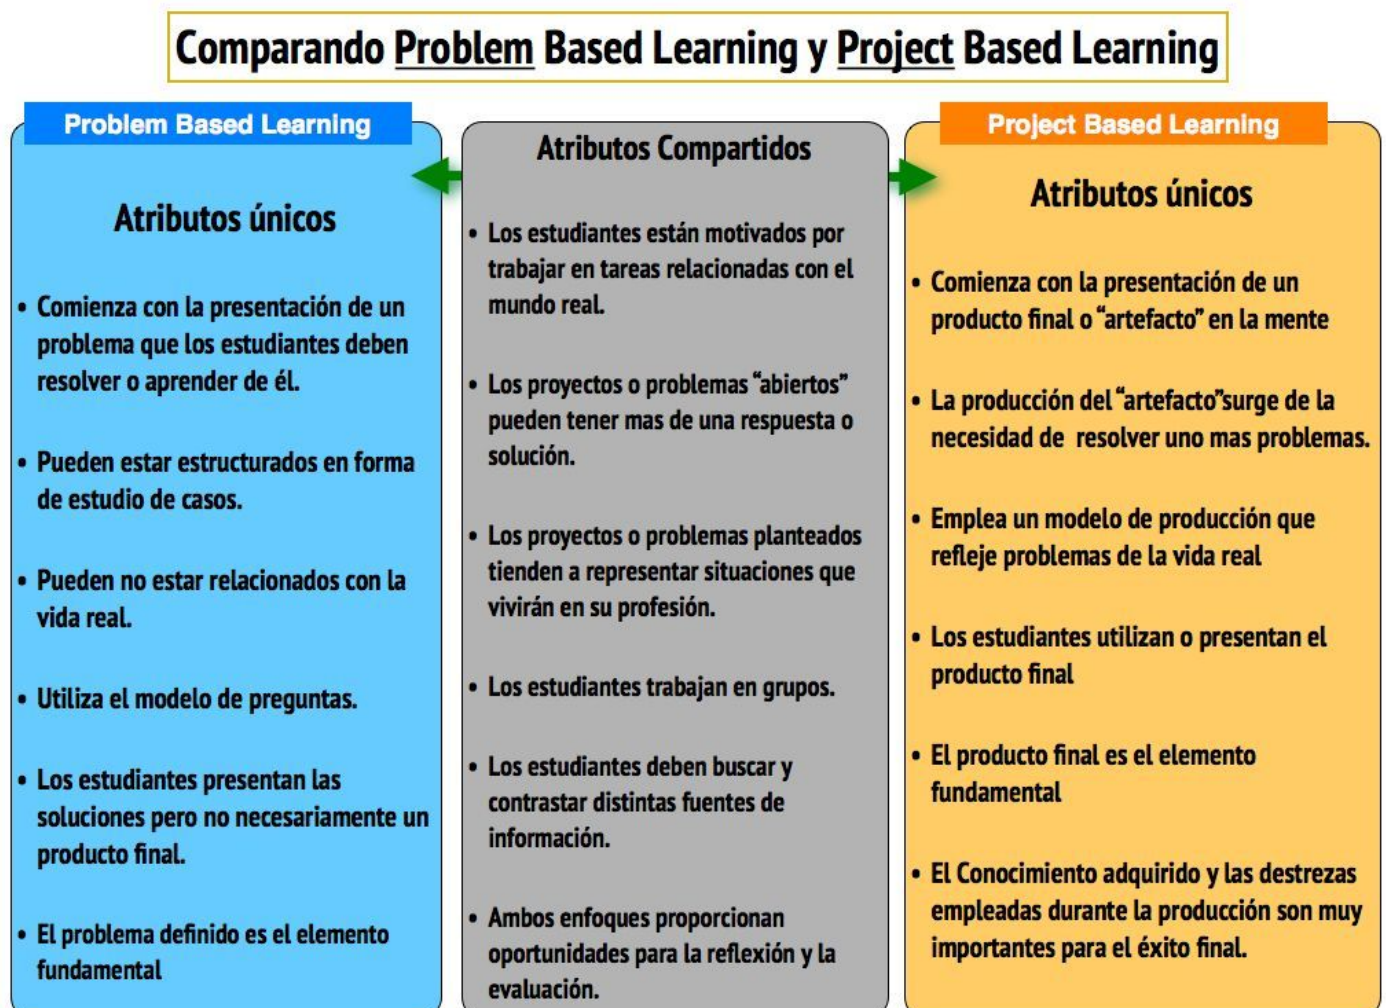 Comparando Problem Based Learning y Project Based Learning
Problem Based Learning
Atributos únicos
• Comienza con la presentación de un
problema que los estudiantes deben
resolver o aprender de él.
• Pueden estar estructurados en forma
de estudio de casos.
• Pueden no estar relacionados con la
vida real.
• Utiliza el modelo de preguntas.
• Los estudiantes presentan las
soluciones pero no necesariamente un
producto final.
• El problema definido es el elemento
fundamental
Atributos Compartidos
• Los estudiantes están motivados por
trabajar en tareas relacionadas con el
mundo real.
• Los proyectos o problemas “abiertos”
pueden tener mas de una respuesta o
solución.
• Los proyectos o problemas planteados
tienden a representar situaciones que
vivirán en su profesión.
• Los estudiantes trabajan en grupos.
• Los estudiantes deben buscar y
contrastar distintas fuentes de
información.
• Ambos enfoques proporcionan
oportunidades para la reflexión y la
evaluación.
Project Based Learning
Atributos únicos
• Comienza con la presentación de un
producto final o “artefacto” en la mente
• La producción del “artefacto”surge de la
necesidad de  resolver uno mas problemas.
• Emplea un modelo de producción que
refleje problemas de la vida real
• Los estudiantes utilizan o presentan el
producto final
• El producto final es el elemento
fundamental
• El Conocimiento adquirido y las destrezas
empleadas durante la producción son muy
importantes para el éxito final.